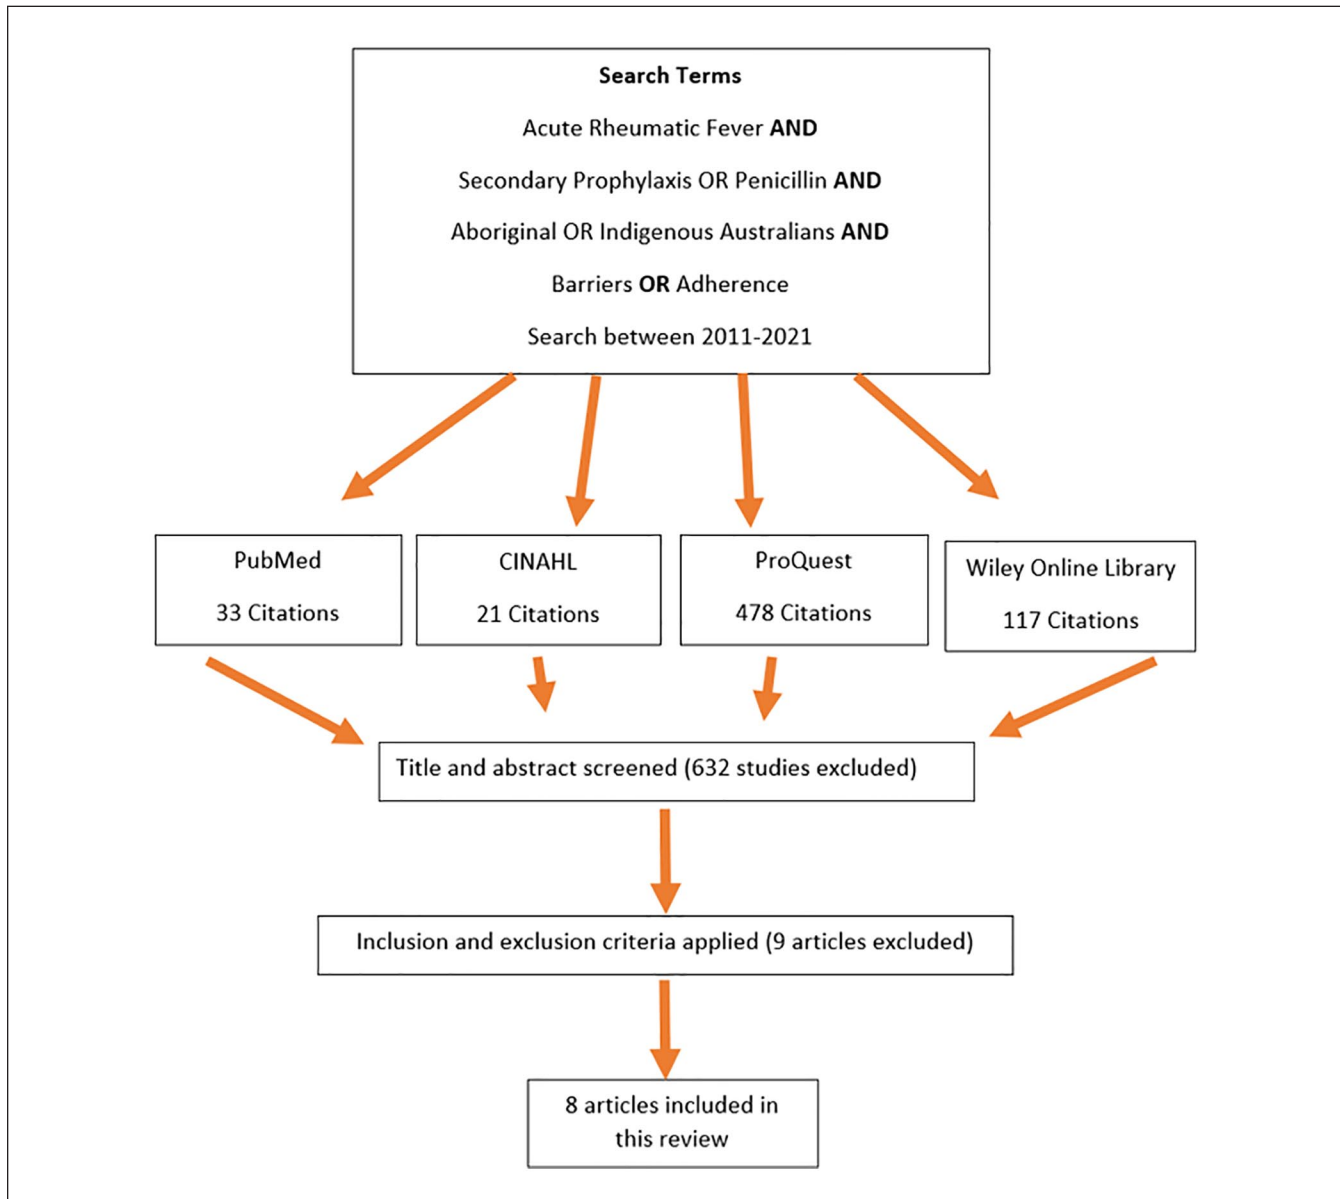 Search Terms
Acute Rheumatic Fever AND
Secondary Prophylaxis OR Penicillin AND
Aboriginal OR Indigenous Australians AND
Barriers OR Adherence
Search between 2011-2021
PubMed
33 Citations
CINAHL
21 Citations
ProQuest
478 Citations
Wiley Online Library
117 Citations
Title and abstract screened (632 studies excluded)
Inclusion and exclusion criteria applied (9 articles excluded)
8 articles included in
this review